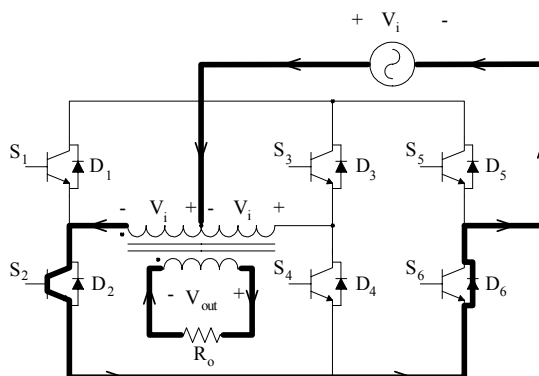 + V_i -
S_1 D_1 S_3 D_3 S_5 D_5
- V_i + - V_i +
S_2 D_2 S_4 D_4 S_6 D_6
- V_out +
R_o